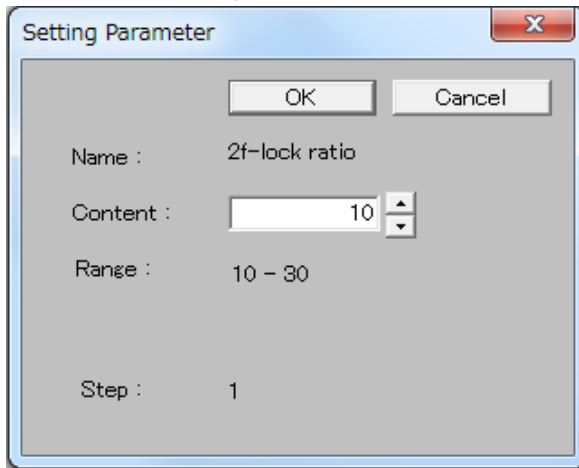 Setting Parameter
OK Cancel
Name : 2f-lock ratio
Content : 10
Range : 10 - 30
Step : 1